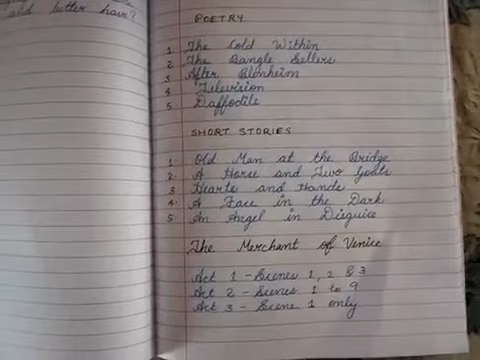 and better have?
POETRY
1 The Cold Within
2 The Bangle Sellers
3 After Blenheim
4 Television
5 Daffodile
SHORT STORIES
1 Old Man at the Bridge
2. A Horse and Two Goats
3 Hearts and Hands
4. A Face in the Dark
5 An Angel in Disguise
The Merchant of Venice
Act 1 - Scenes 1, 2 & 3
Act 2 - Scenes 1 to 9
Act 3 - Scene 1 only